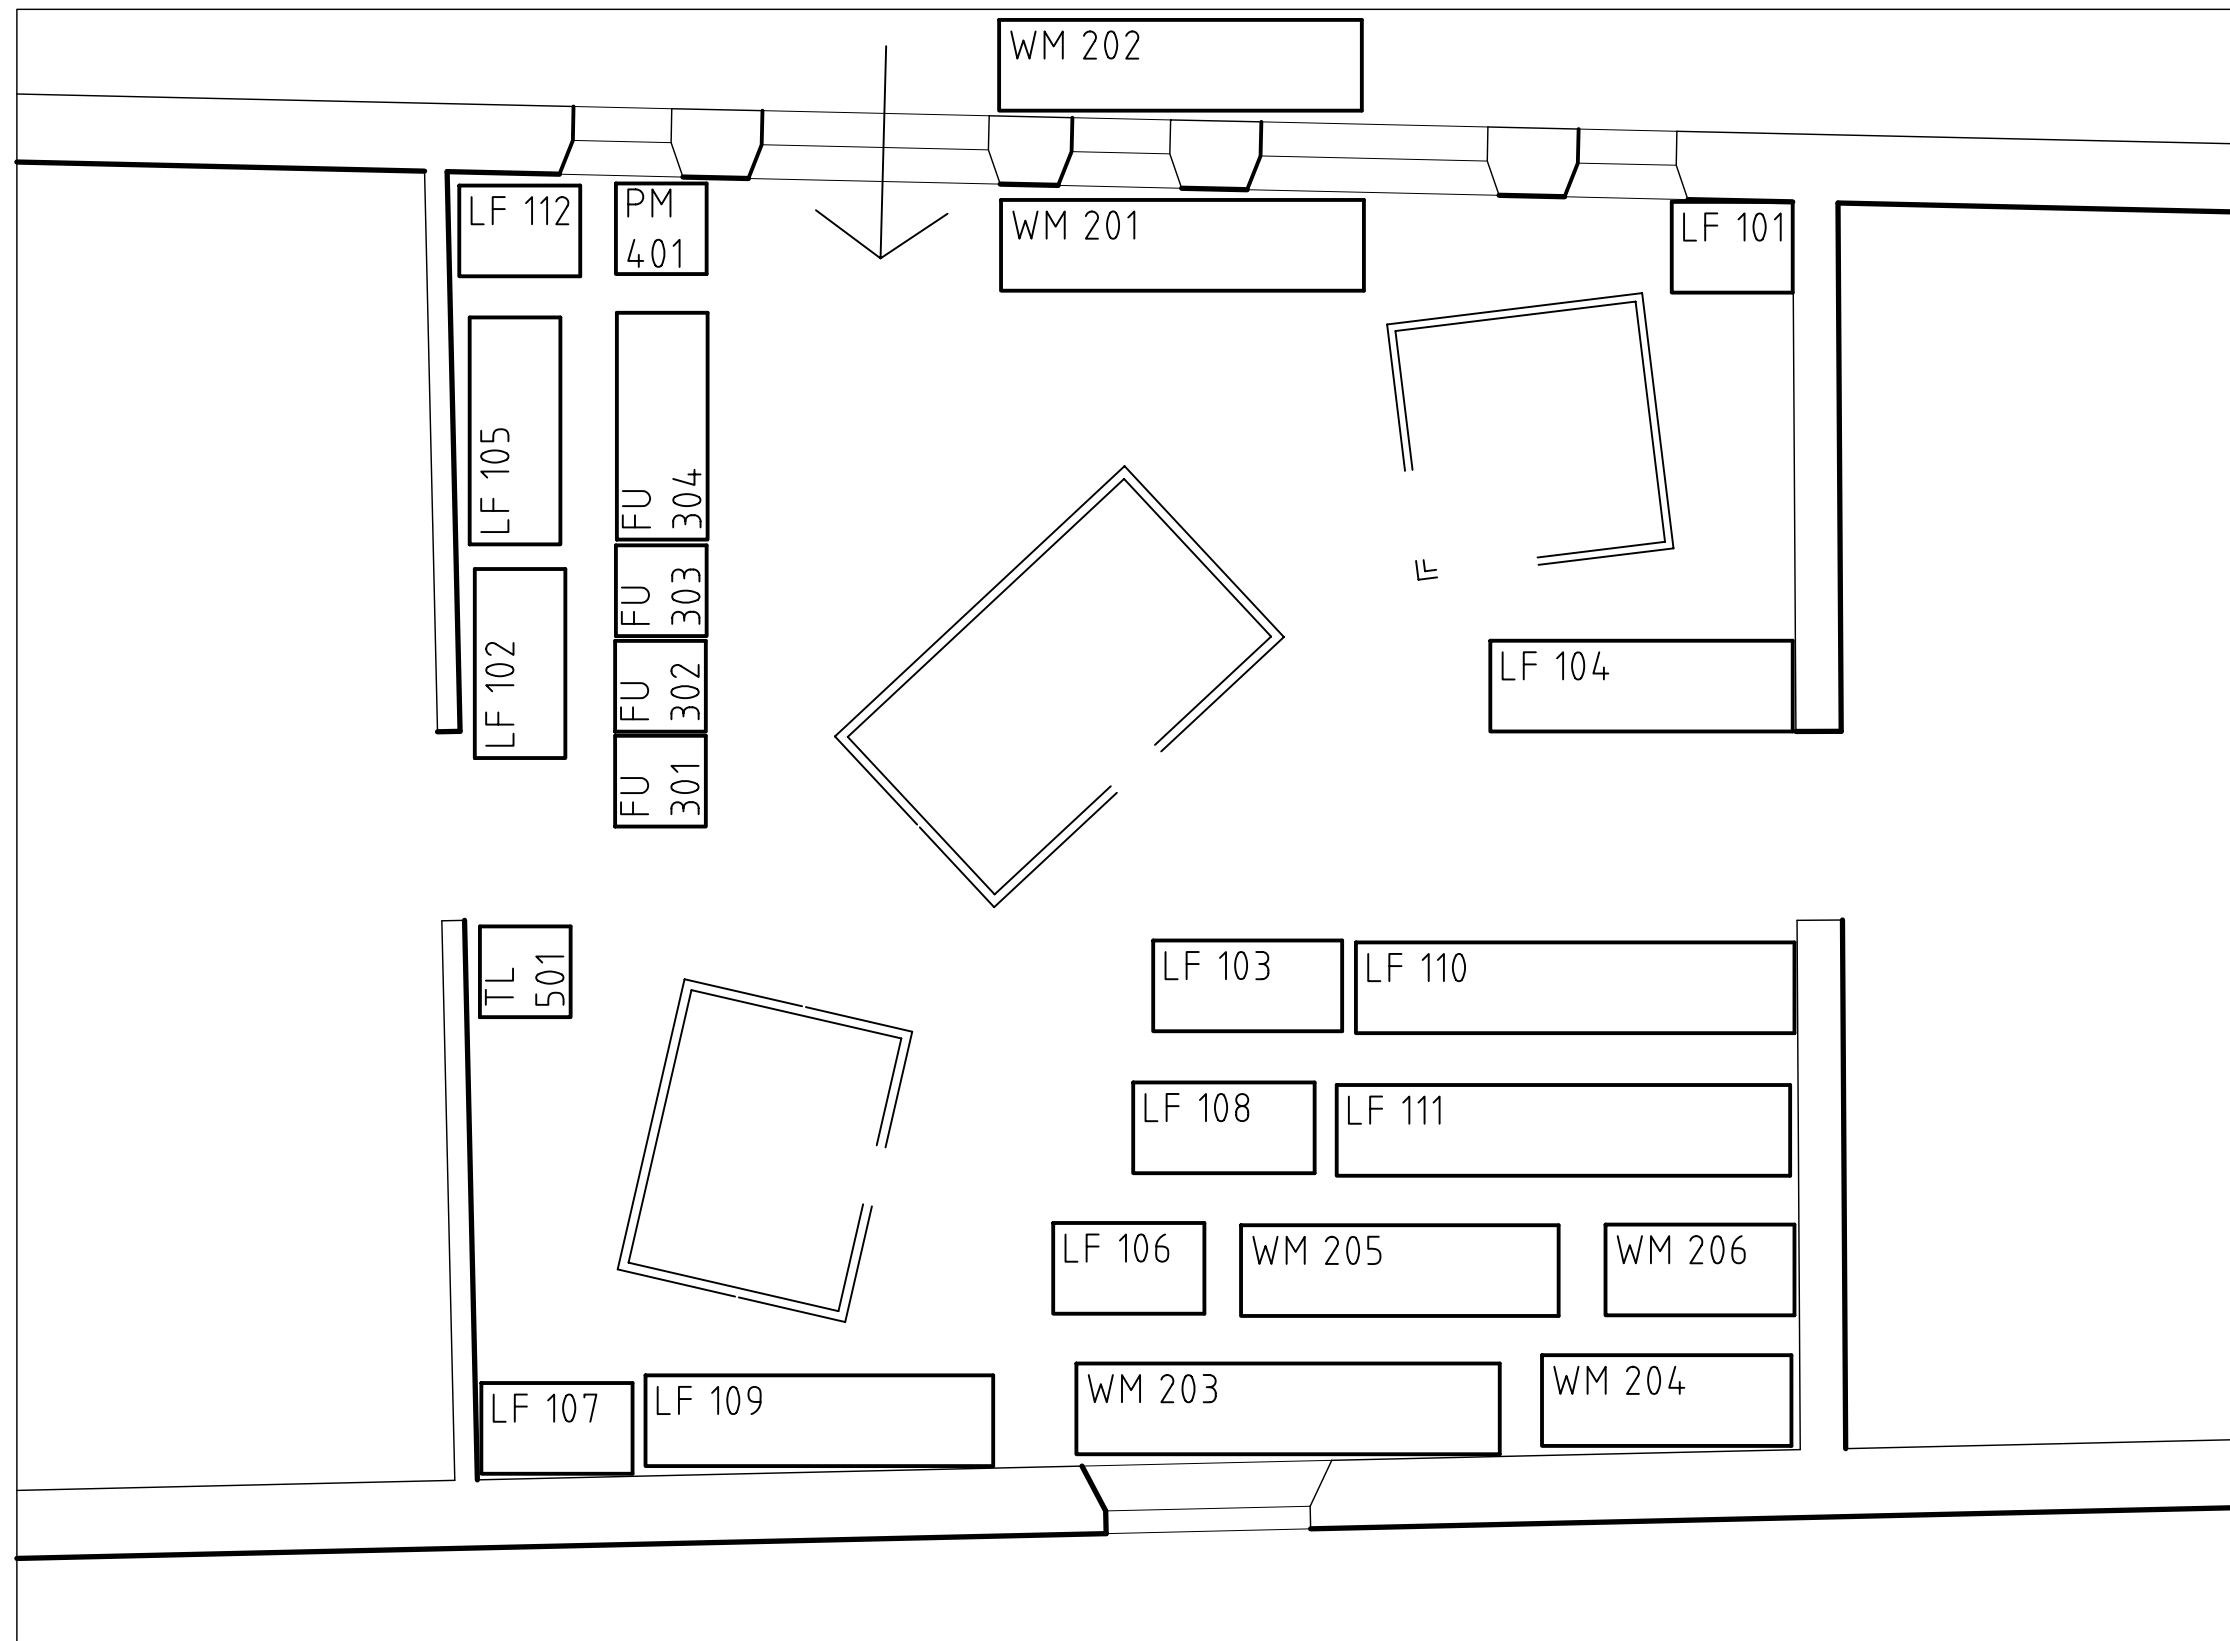 WM 202
LF 112
PM
401
WM 201
LF 101
LF 105
FU
304
FU
303
LF 102
FU
302
LF 104
FU
301
TL
501
LF 103
LF 110
LF 108
LF 111
LF 106
WM 205
WM 206
LF 107
LF 109
WM 203
WM 204